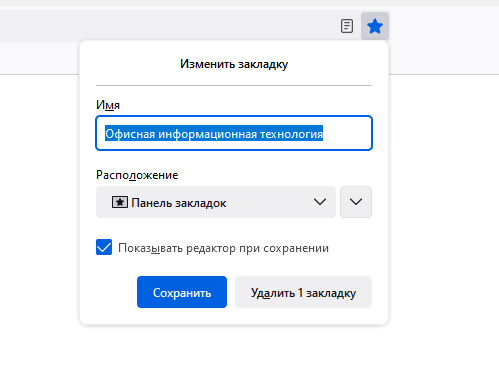 Изменить закладку
Имя
Офисная информационная технология
Расположение
Панель закладок
Показывать редактор при сохранении
Сохранить
Удалить 1 закладку